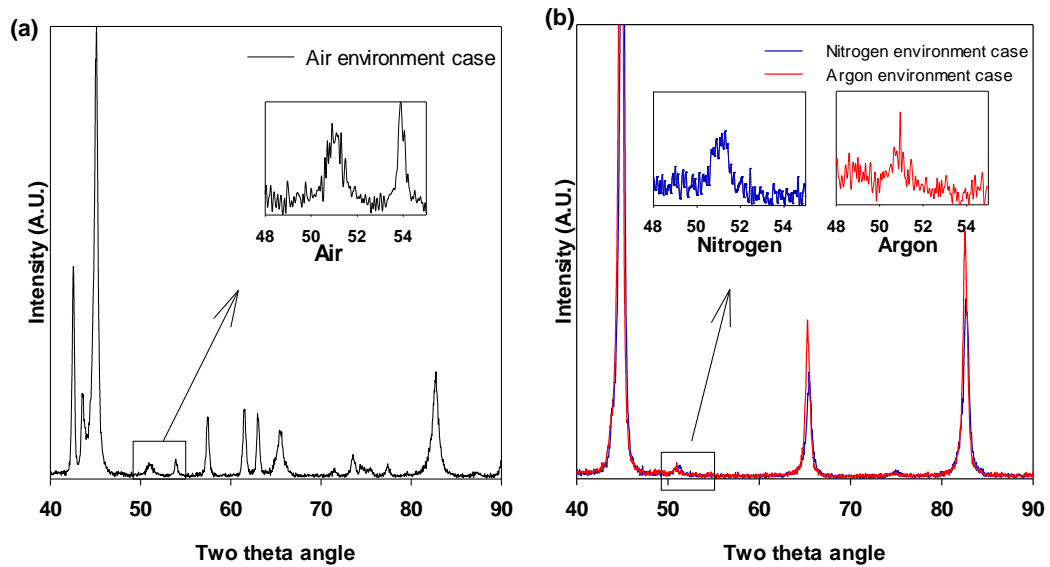 (a)
Intensity (A.U.)
Air environment case
48 50 52 54
Air
40 50 60 70 80 90
Two theta angle
(b)
Intensity (A.U.)
Nitrogen environment case
Argon environment case
48 50 52 54
Nitrogen
48 50 52 54
Argon
40 50 60 70 80 90
Two theta angle